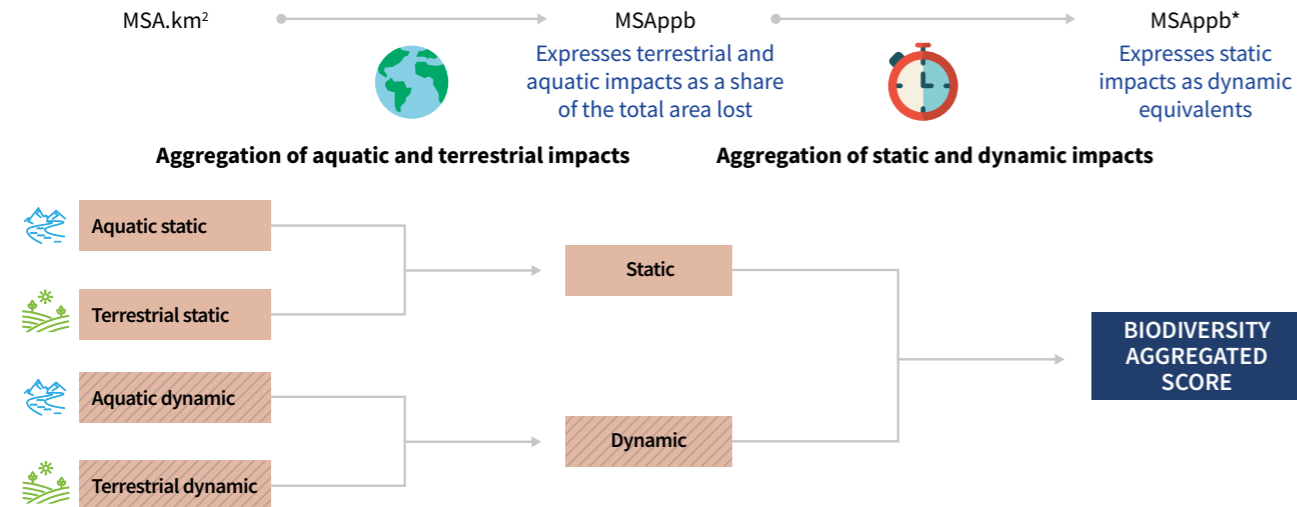 MSA.km²
MSAppb
MSAppb*
Expresses terrestrial and
aquatic impacts as a share
of the total area lost
Expresses static
impacts as dynamic
equivalents
Aggregation of aquatic and terrestrial impacts
Aggregation of static and dynamic impacts
Aquatic static
Terrestrial static
Aquatic dynamic
Terrestrial dynamic
Static
Dynamic
BIODIVERSITY
AGGREGATED
SCORE